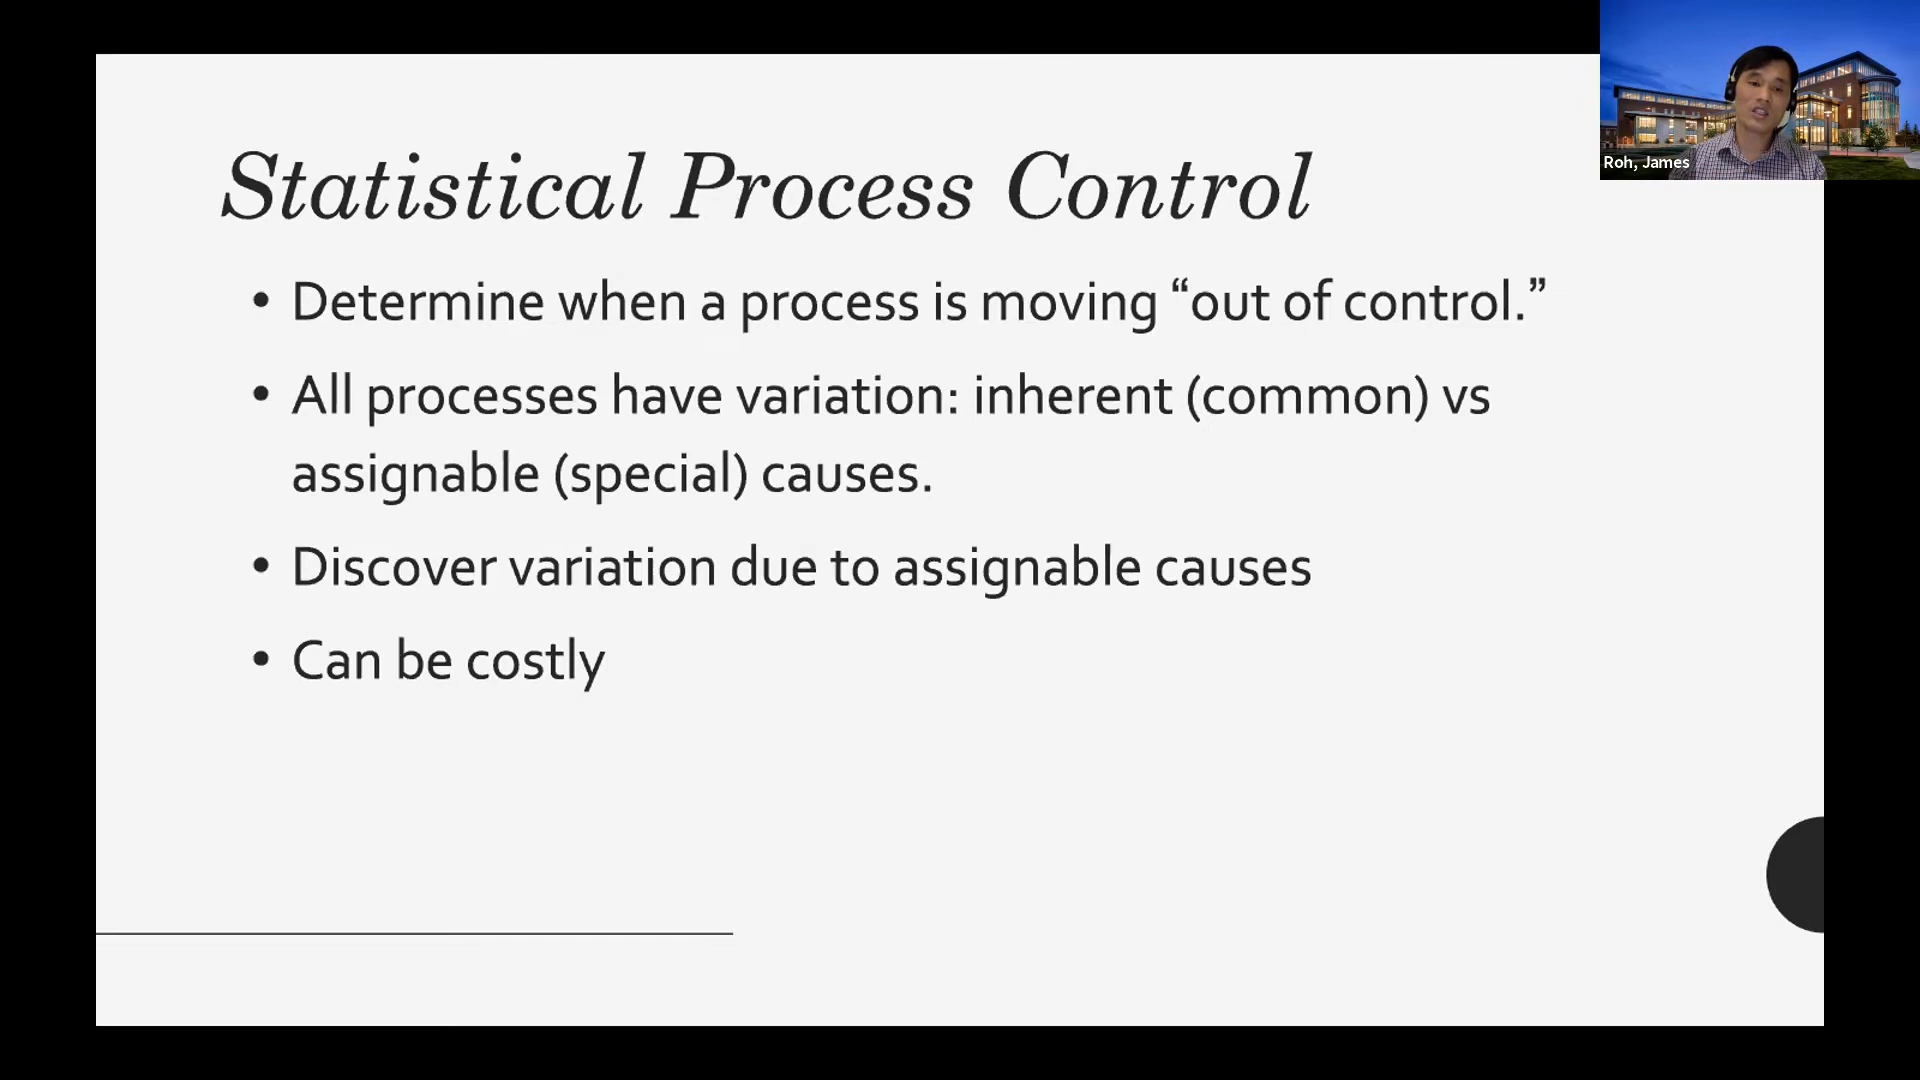 Roh, James
Statistical Process Control
• Determine when a process is moving “out of control.”
• All processes have variation: inherent (common) vs
assignable (special) causes.
• Discover variation due to assignable causes
• Can be costly